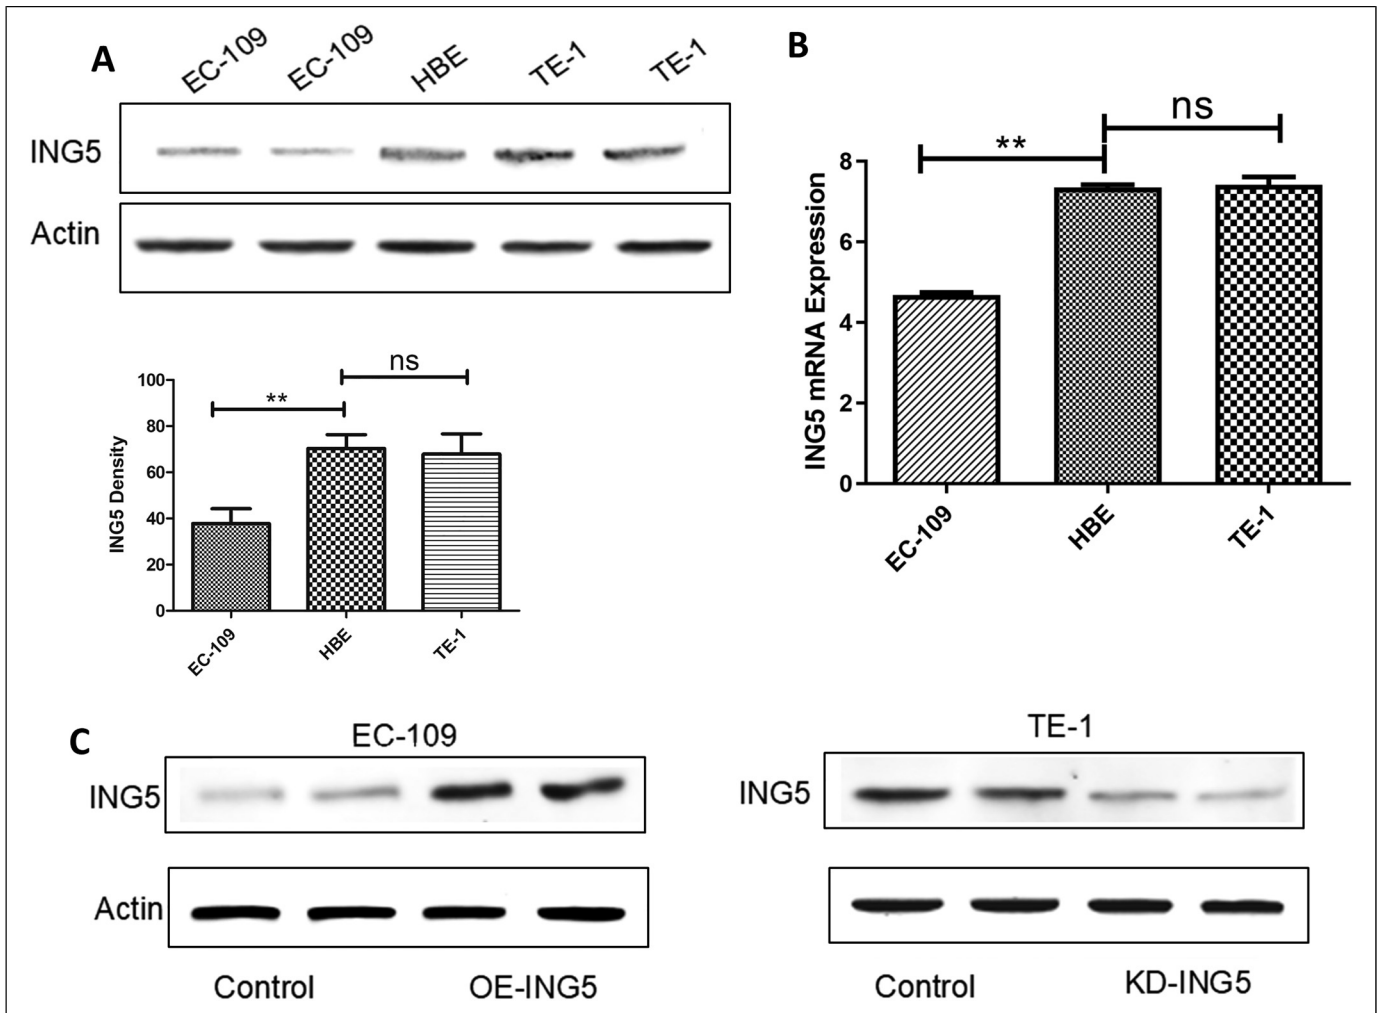 A
EC-109 EC-109 HBE TE-1 TE-1
ING5
Actin
ING5 Density
100
80
60
40
20
0
** ns
EC-109 HBE TE-1
B
ING5 mRNA Expression
8
6
4
2
0
** ns
EC-109 HBE TE-1
C
EC-109
ING5
Actin
Control OE-ING5
TE-1
ING5
Control KD-ING5